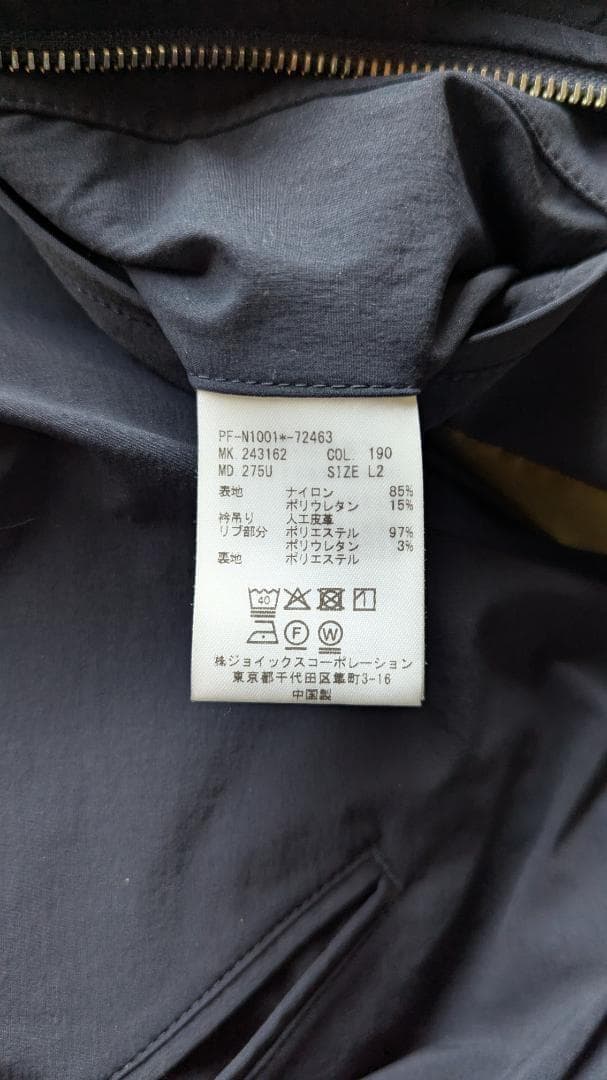 PF-N1001*-72463
MK 243162 COL. 190
MD 275U SIZE L2
表地 ナイロン 85%
ポリウレタン 15%
衿吊り 人工皮革
リブ部分 ポリエステル 97%
ポリウレタン 3%
裏地 ポリエステル
40
F W
株ジョイックスコーポレーション
東京都千代田区隼町3-16
中国製